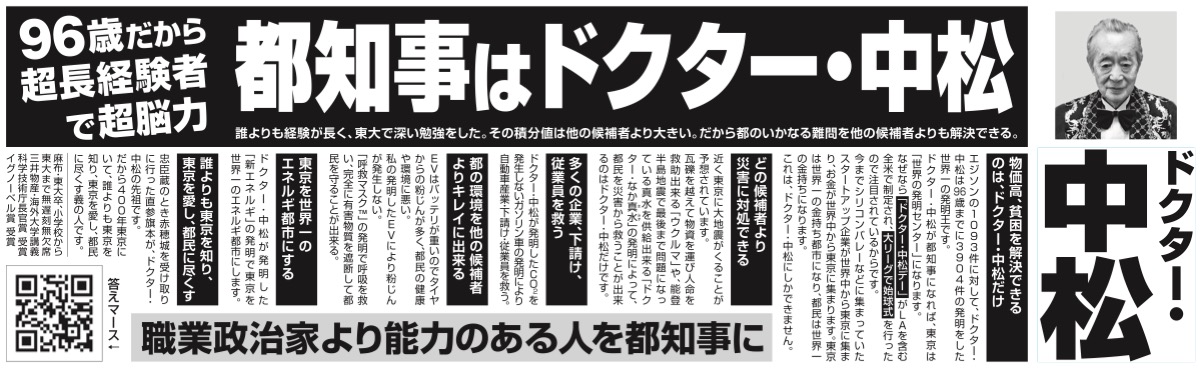 96歳だから
超長経験者
で超脳力
都知事はドクター・中松
誰よりも経験が長く、東大で深い勉強をした。その積分値は他の候補者より大きい。だから都のいかなる難問を他の候補者よりも解決できる。
ドクター・
中松
物価高、貧困を解決できる
のは、ドクター・中松だけ
エジソンの1093件に対して、ドクター・
中松は96歳までに3904件の発明をした
世界一の発明王です。
ドクター・中松が都知事になれば、東京は
「世界の発明センター」になります。
なぜなら「ドクター・中松デー」がLAを含む
全米で制定され、大リーグで始球式を行った
ので注目されているからです。
今までシリコンバレーなどに集まっていた
スタートアップ企業が世界中から東京に集ま
り、お金が世界中から東京に集まります。東京
は世界一の金持ち都市になり、都民は世界一
の金持ちになります。
これは、ドクター・中松にしかできません。
どの候補者より
災害に対処できる
近く東京に大地震がくることが
予想されています。
瓦礫を越えて物資を運び人命を
救助出来る「ウクルマ」や、能登
半島地震で最後まで問題になっ
ている真水を供給出来る「ドク
ター・なか真水」の発明によって、
都民を災害から救うことが出来
るのはドクター・中松だけです。
多くの企業、下請け、
従業員を救う
ドクター・中松が発明したCO²を
発生しないガソリン車の発明により
自動車産業・下請け・従業員を救う。
都の環境を他の候補者
よりキレイに出来る
EVはバッテリが重いのでタイヤ
からの粉じんが多く、都民の健康
や環境に悪い。
私の発明したEVにより粉じん
が発生しない。
「呼救マスク」の発明で呼吸を救
い、完全に有害物質を遮断して都
民を守ることが出来る。
東京を世界一の
エネルギ都市にする
ドクター・中松が発明した
「新エネルギ」の発明で東京を
世界一のエネルギ都市にします。
誰よりも東京を知り、
東京を愛し、都民に尽くす
忠臣蔵のとき赤穂城を受け取り
に行った直参旗本が、ドクター・
中松の先祖です。
だから400年東京に
いて、誰よりも東京を
知り、東京を愛し、都民
に尽くす義の人です。
麻布・東大卒・小学校から
東大まで無遅刻無欠席
三井物産・海外大学講義
科学技術庁長官賞 受賞
イグノーベル賞 受賞
答えマース↓
職業政治家より能力のある人を都知事に